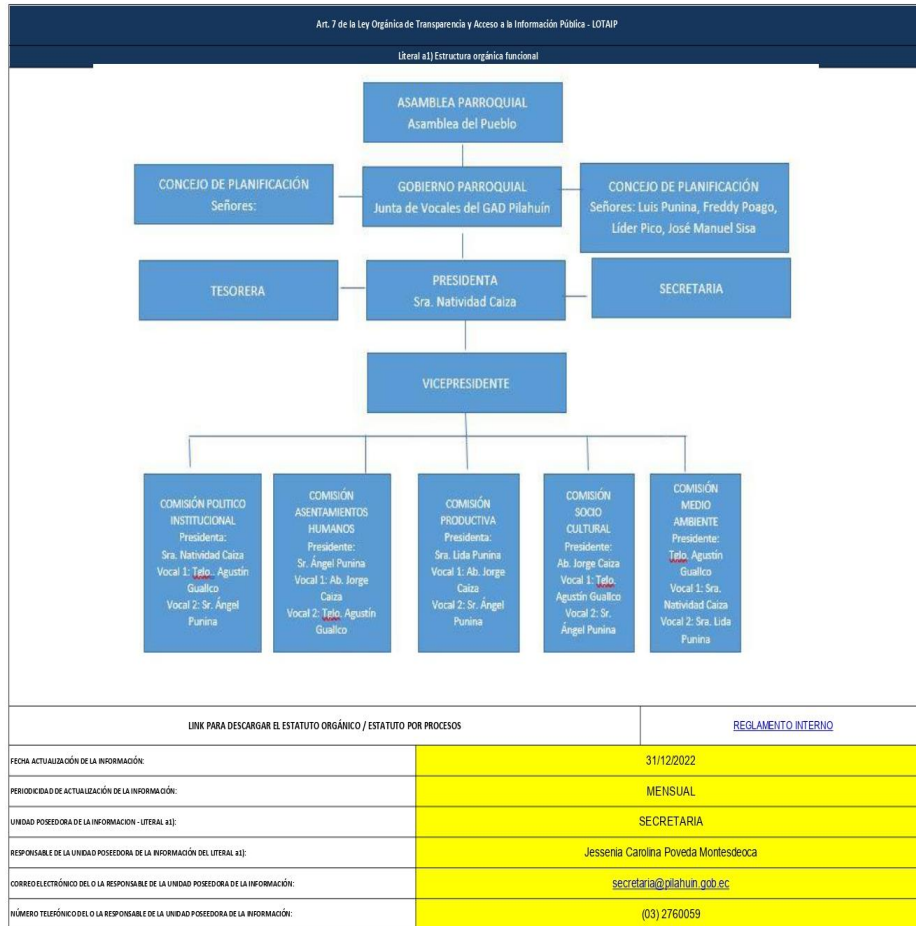 Art. 7 de la Ley Orgánica de Transparencia y Acceso a la Información Pública - LOTAIP
Literal a1) Estructura orgánica funcional
ASAMBLEA PARROQUIAL
Asamblea del Pueblo
CONCEJO DE PLANIFICACIÓN
Señores:
GOBIERNO PARROQUIAL
Junta de Vocales del GAD Pilahuín
CONCEJO DE PLANIFICACIÓN
Señores: Luis Punina, Freddy Poago,
Líder Pico, José Manuel Sisa
TESORERA
PRESIDENTA
Sra. Natividad Caiza
SECRETARIA
VICEPRESIDENTE
COMISIÓN POLITICO
INSTITUCIONAL
Presidenta:
Sra. Natividad Caiza
Vocal 1: Tglo. Agustín
Guallco
Vocal 2: Sr. Ángel
Punina
COMISIÓN
ASENTAMIENTOS
HUMANOS
Presidente:
Sr. Ángel Punina
Vocal 1: Ab. Jorge
Caiza
Vocal 2: Tglo. Agustín
Guallco
COMISIÓN
PRODUCTIVA
Presidenta:
Sra. Lida Punina
Vocal 1: Ab. Jorge
Caiza
Vocal 2: Sr. Ángel
Punina
COMISIÓN
SOCIO
CULTURAL
Presidente:
Ab. Jorge Caiza
Vocal 1: Tglo.
Agustín Guallco
Vocal 2: Sr.
Ángel Punina
COMISIÓN
MEDIO
AMBIENTE
Presidente:
Tglo. Agustín
Guallco
Vocal 1: Sra.
Natividad Caiza
Vocal 2: Sra. Lida
Punina
LINK PARA DESCARGAR EL ESTATUTO ORGÁNICO / ESTATUTO POR PROCESOS
REGLAMENTO INTERNO
FECHA ACTUALIZACIÓN DE LA INFORMACIÓN:
31/12/2022
PERIODICIDAD DE ACTUALIZACIÓN DE LA INFORMACIÓN:
MENSUAL
UNIDAD POSEEDORA DE LA INFORMACION - LITERAL a1):
SECRETARIA
RESPONSABLE DE LA UNIDAD POSEEDORA DE LA INFORMACIÓN DEL LITERAL a1):
Jessenia Carolina Poveda Montesdeoca
CORREO ELECTRÓNICO DEL O LA RESPONSABLE DE LA UNIDAD POSEEDORA DE LA INFORMACIÓN:
secretaria@pilahuin.gob.ec
NÚMERO TELEFÓNICO DEL O LA RESPONSABLE DE LA UNIDAD POSEEDORA DE LA INFORMACIÓN:
(03) 2760059